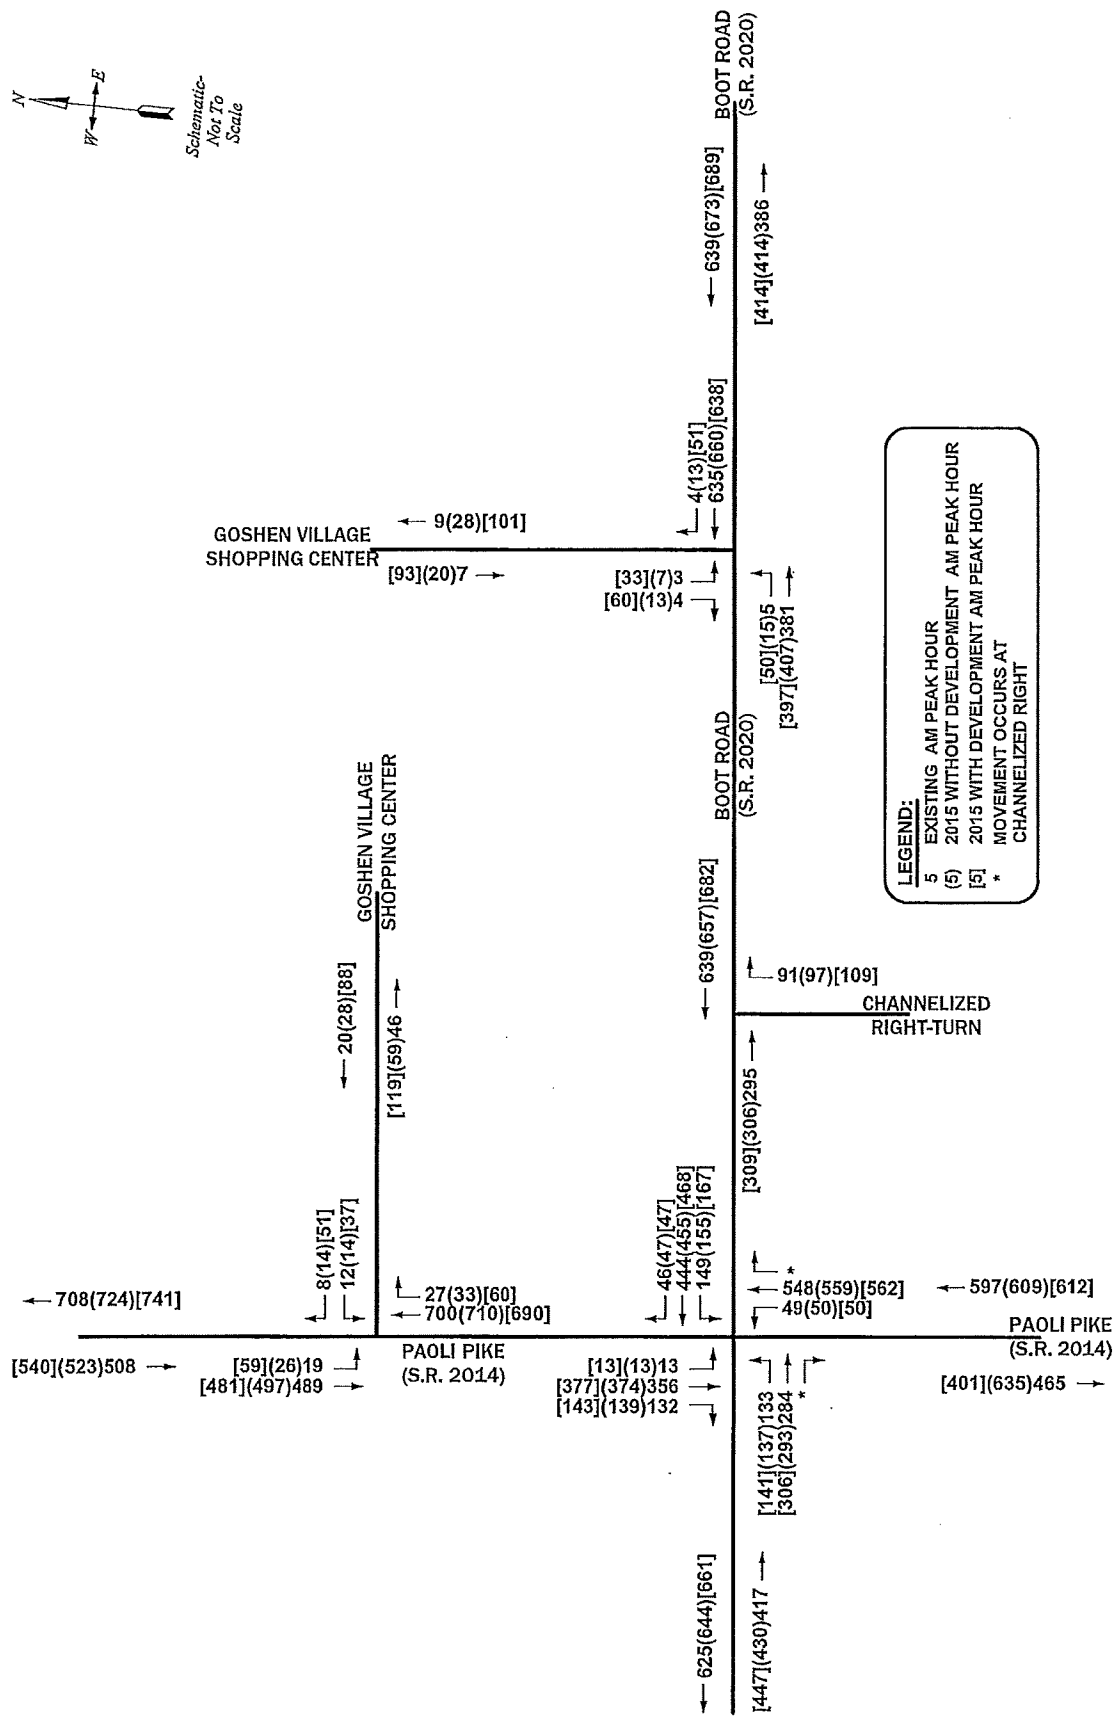 N
W E
Schematic-
Not To
Scale
BOOT ROAD
(S.R. 2020)
639(673)[689]
[414](414)386
4(13)[51]
635(660)[638]
GOSHEN VILLAGE
SHOPPING CENTER
9(28)[101]
[93](20)7
[33](7)3
[60](13)4
[50](15)5
[397](407)381
BOOT ROAD
(S.R. 2020)
GOSHEN VILLAGE
SHOPPING CENTER
20(28)[88]
[119](59)46
639(657)[682]
91(97)[109]
CHANNELIZED
RIGHT-TURN
[309](306)295
8(14)[51]
12(14)[37]
708(724)[741]
27(33)[60]
700(710)[690]
46(47)[47]
444(455)[468]
149(155)[167]
*
548(559)[562]
49(50)[50]
597(609)[612]
[540](523)508
[59](26)19
[481](497)489
PAOLI PIKE
(S.R. 2014)
[13](13)13
[377](374)356
[143](139)132
PAOLI PIKE
(S.R. 2014)
[401](635)465
[141](137)133
[306](293)284
*
625(644)[661]
[447](430)417
LEGEND:
5 EXISTING AM PEAK HOUR
(5) 2015 WITHOUT DEVELOPMENT AM PEAK HOUR
[5] 2015 WITH DEVELOPMENT AM PEAK HOUR
* MOVEMENT OCCURS AT
CHANNELIZED RIGHT